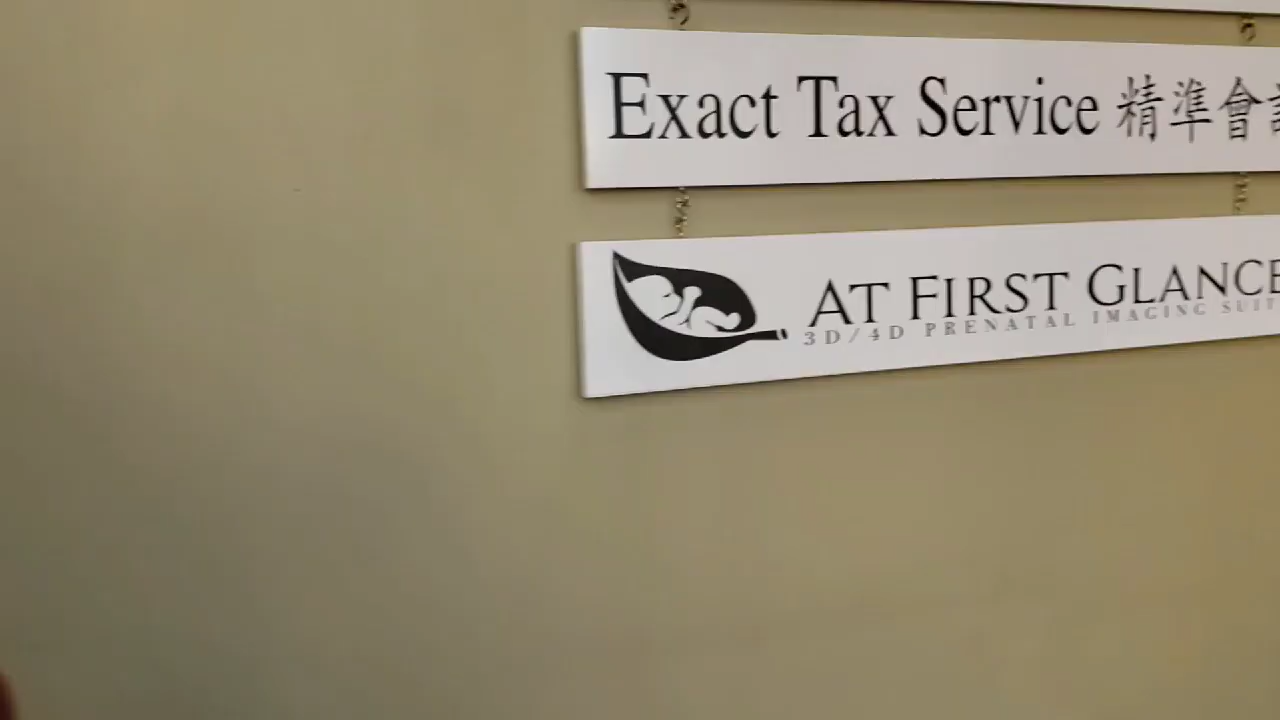 Exact Tax Service 精準會
AT FIRST GLANCE
3D/4D PRENATAL IMAGING